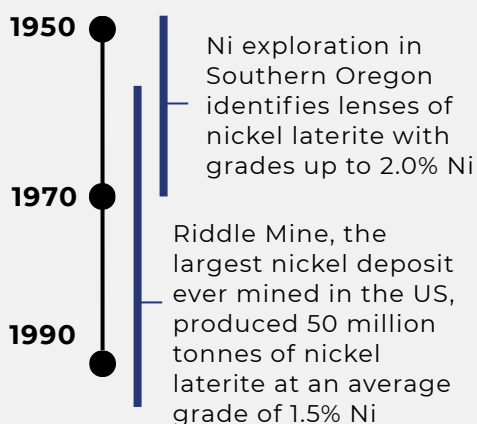 1950
Ni exploration in
Southern Oregon
identifies lenses of
nickel laterite with
grades up to 2.0% Ni
1970
Riddle Mine, the
largest nickel deposit
ever mined in the US,
produced 50 million
tonnes of nickel
laterite at an average
grade of 1.5% Ni
1990